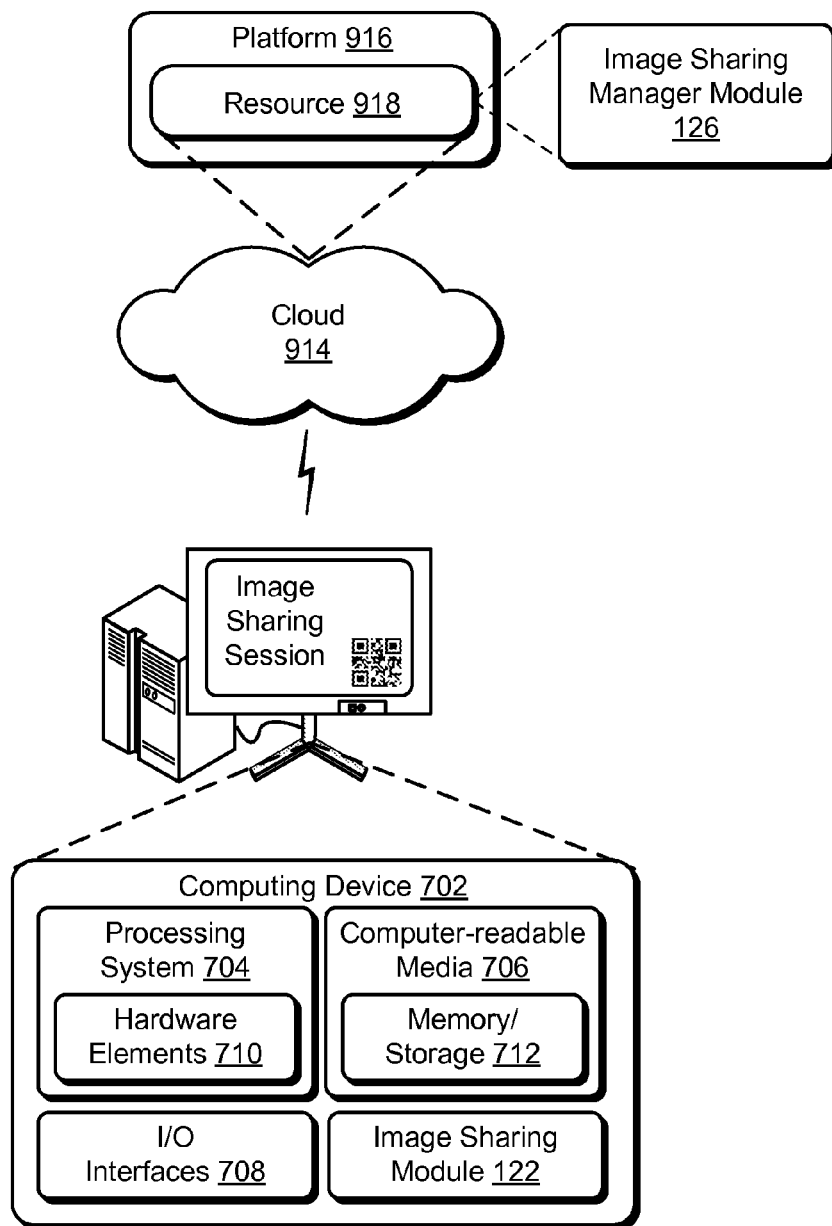 Platform 916
Resource 918
Image Sharing
Manager Module
126
Cloud
914
Image
Sharing
Session
Computing Device 702
Processing
System 704
Hardware
Elements 710
Computer-readable
Media 706
Memory/
Storage 712
I/O
Interfaces 708
Image Sharing
Module 122